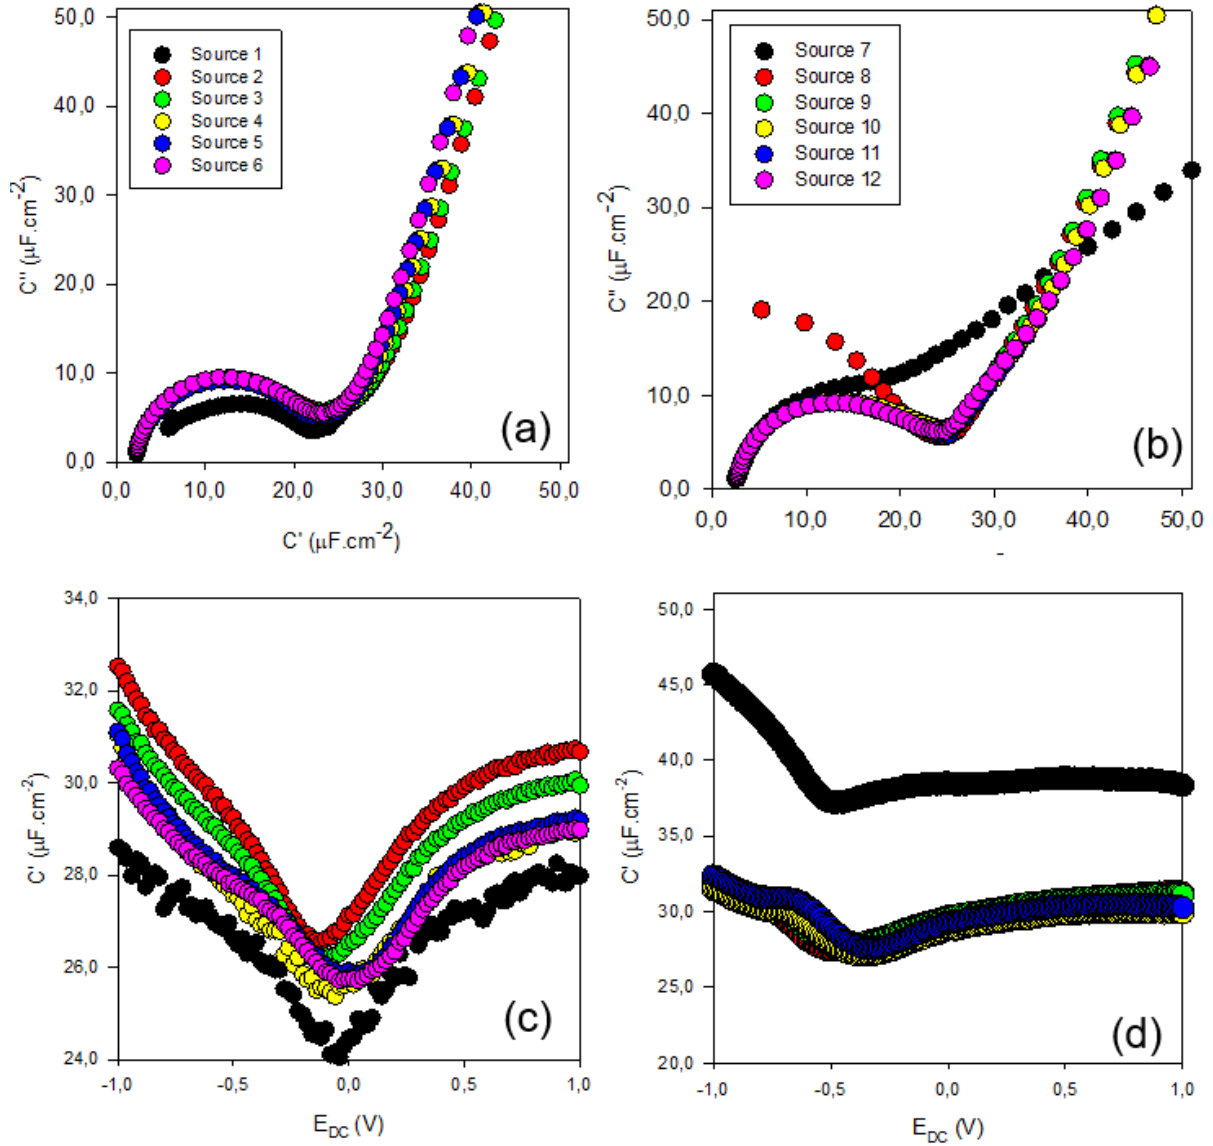 50,0
40,0
30,0
20,0
10,0
0,0
C'' (μF.cm-2)
Source 1
Source 2
Source 3
Source 4
Source 5
Source 6
(a)
0,0 10,0 20,0 30,0 40,0 50,0
C' (μF.cm-2)
50,0
40,0
30,0
20,0
10,0
0,0
C'' (μF.cm-2)
Source 7
Source 8
Source 9
Source 10
Source 11
Source 12
(b)
0,0 10,0 20,0 30,0 40,0 50,0
34,0
32,0
30,0
28,0
26,0
24,0
C' (μF.cm-2)
(c)
-1,0 -0,5 0,0 0,5 1,0
EDC (V)
50,0
45,0
40,0
35,0
30,0
25,0
20,0
C' (μF.cm-2)
(d)
-1,0 -0,5 0,0 0,5 1,0
EDC (V)